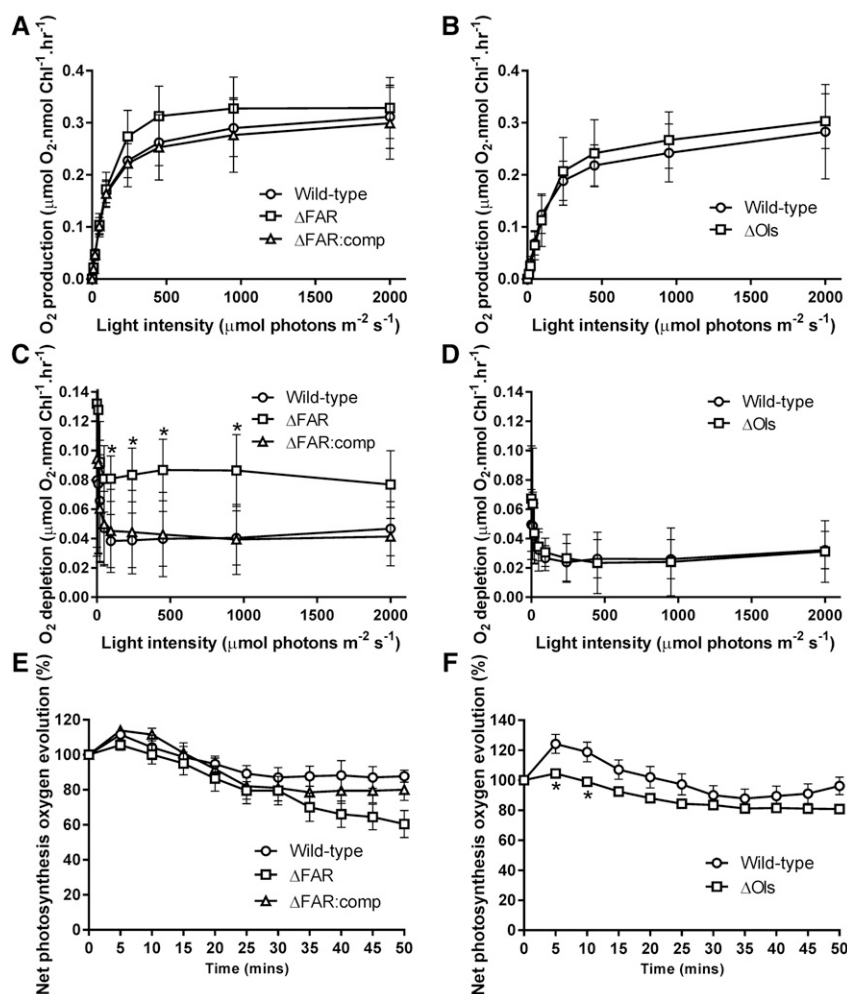 A
O₂ production (μmol O₂.nmol Chl⁻¹.hr⁻¹)
0.4
0.3
0.2
0.1
0.0
0
500
1000
1500
2000
Wild-type
ΔFAR
ΔFAR:comp
Light intensity (μmol photons m⁻² s⁻¹)
B
O₂ production (μmol O₂.nmol Chl⁻¹.hr⁻¹)
0.4
0.3
0.2
0.1
0.0
0
500
1000
1500
2000
Wild-type
ΔOls
Light intensity (μmol photons m⁻² s⁻¹)
C
O₂ depletion (μmol O₂.nmol Chl⁻¹.hr⁻¹)
0.14
0.12
0.10
0.08
0.06
0.04
0.02
0.00
0
500
1000
1500
2000
Wild-type
ΔFAR
ΔFAR:comp
* * * *
Light intensity (μmol photons m⁻² s⁻¹)
D
O₂ depletion (μmol O₂.nmol Chl⁻¹.hr⁻¹)
0.14
0.12
0.10
0.08
0.06
0.04
0.02
0.00
0
500
1000
1500
2000
Wild-type
ΔOls
Light intensity (μmol photons m⁻² s⁻¹)
E
Net photosynthesis oxygen evolution (%)
120
100
80
60
40
20
0
0 5 10 15 20 25 30 35 40 45 50
Wild-type
ΔFAR
ΔFAR:comp
Time (mins)
F
Net photosynthesis oxygen evolution (%)
140
120
100
80
60
40
20
0
0 5 10 15 20 25 30 35 40 45 50
* *
Wild-type
ΔOls
Time (mins)